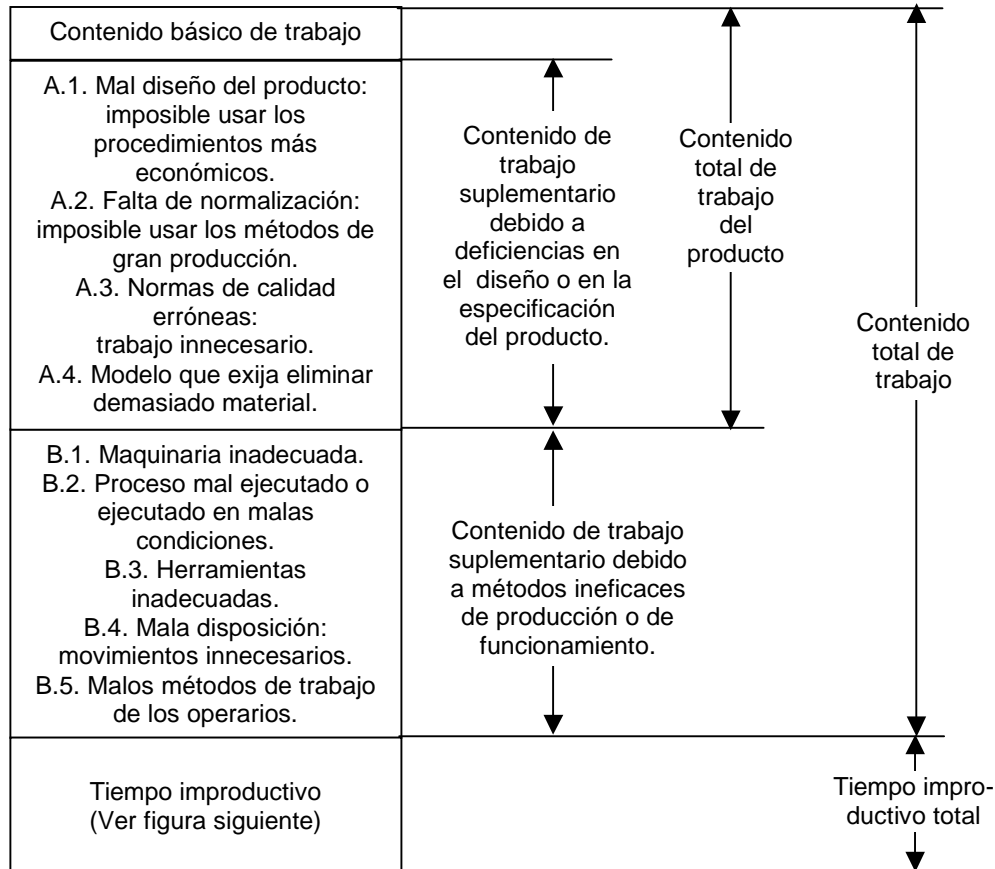 Contenido básico de trabajo
A.1. Mal diseño del producto:
imposible usar los
procedimientos más
económicos.
A.2. Falta de normalización:
imposible usar los métodos de
gran producción.
A.3. Normas de calidad
erróneas:
trabajo innecesario.
A.4. Modelo que exija eliminar
demasiado material.
Contenido de
trabajo
suplementario
debido a
deficiencias en
el diseño o en la
especificación
del producto.
Contenido
total de
trabajo
del
producto
Contenido
total de
trabajo
B.1. Maquinaria inadecuada.
B.2. Proceso mal ejecutado o
ejecutado en malas
condiciones.
B.3. Herramientas
inadecuadas.
B.4. Mala disposición:
movimientos innecesarios.
B.5. Malos métodos de trabajo
de los operarios.
Contenido de trabajo
suplementario debido
a métodos ineficaces
de producción o de
funcionamiento.
Tiempo improductivo
(Ver figura siguiente)
Tiempo impro-
ductivo total